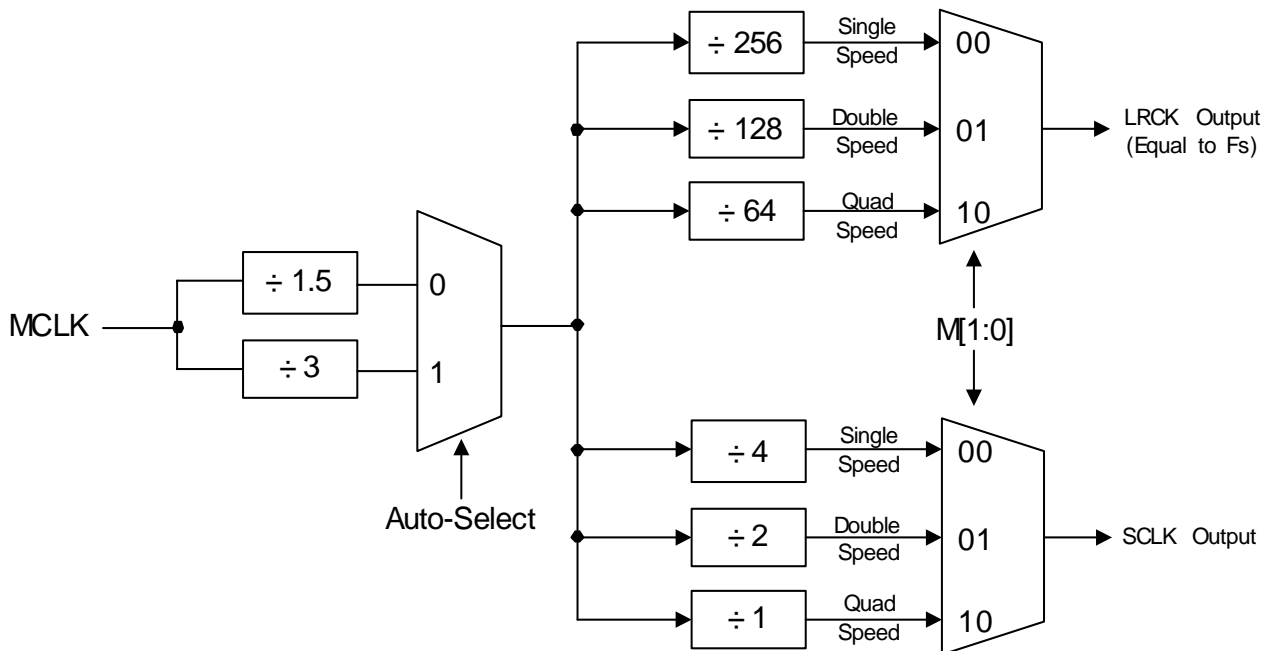 MCLK
÷ 1.5
÷ 3
0
1
Auto-Select
÷ 256
Single
Speed
÷ 128
Double
Speed
÷ 64
Quad
Speed
00
01
10
LRCK Output
(Equal to Fs)
M[1:0]
÷ 4
Single
Speed
÷ 2
Double
Speed
÷ 1
Quad
Speed
00
01
10
SCLK Output